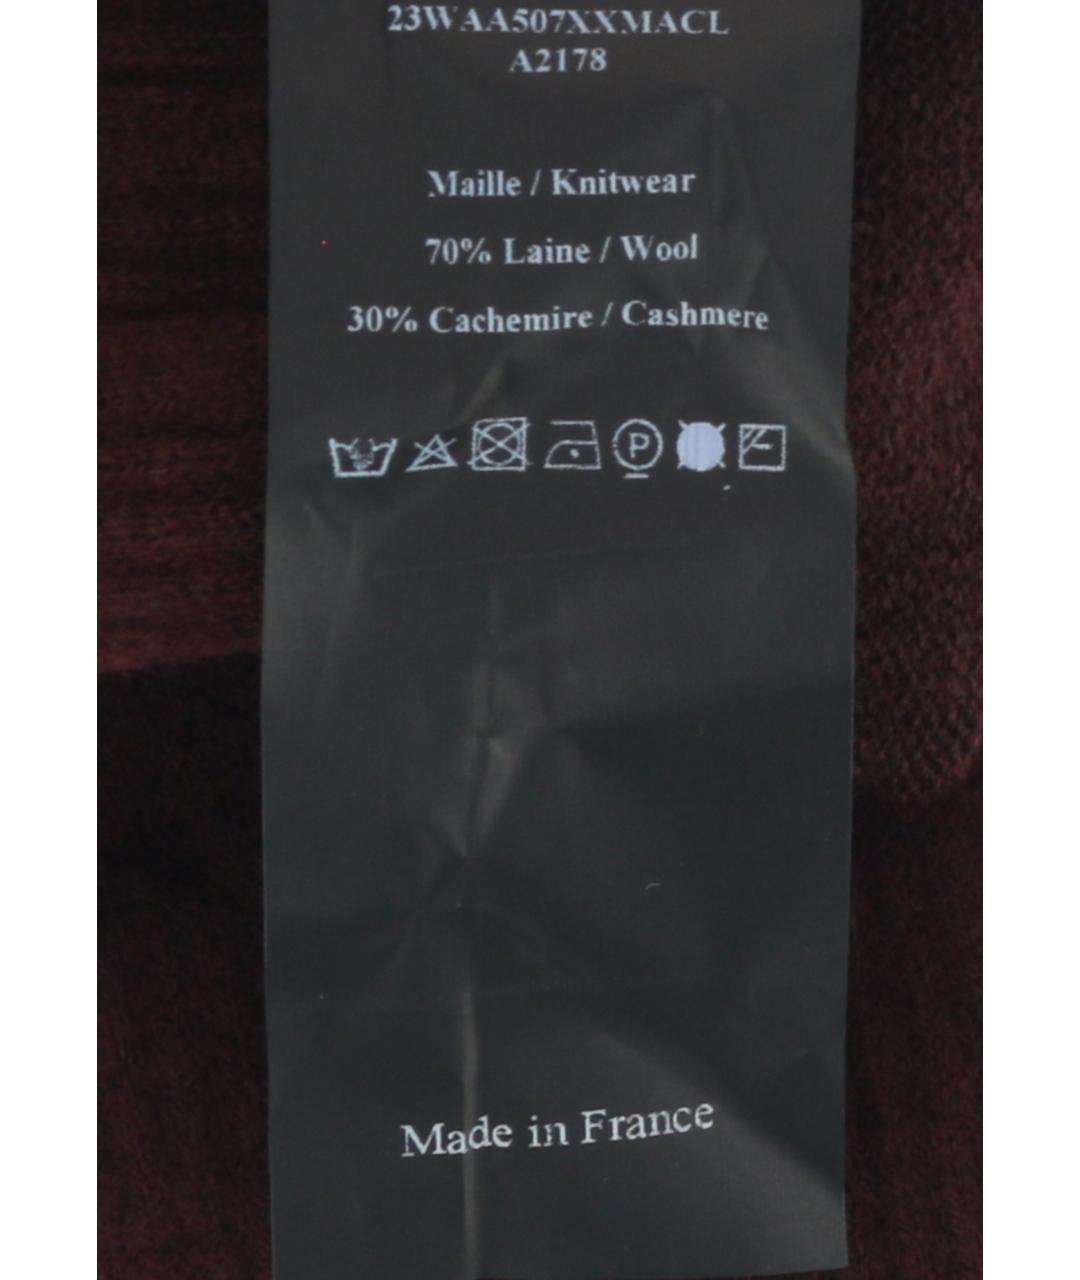 23WAA507XXMACL
A2178
Maille / Knitwear
70% Laine / Wool
30% Cachemire / Cashmere
P
Made in France